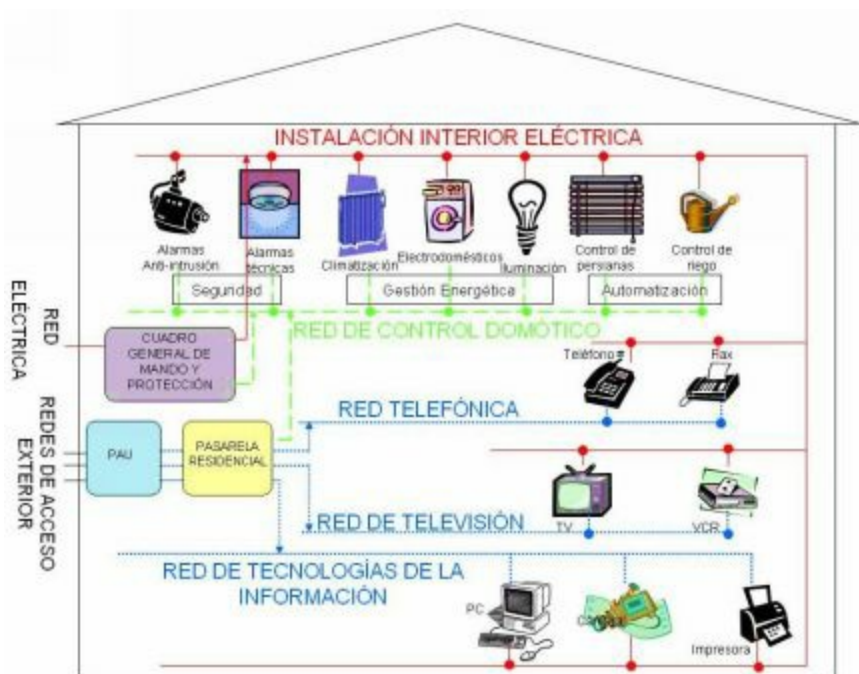 INSTALACIÓN INTERIOR ELÉCTRICA
Alarmas
Anti-intrusión
Alarmas
técnicas
Climatización
Electrodomésticos
Iluminación
Control de
persianas
Control de
riego
Seguridad
Gestión Energética
Automatización
RED DE CONTROL DOMÓTICO
RED
ELÉCTRICA
CUADRO
GENERAL DE
MANDO Y
PROTECCIÓN
Teléfono
Fax
RED TELEFÓNICA
REDES DE ACCESO
EXTERIOR
PAU
PASARELA
RESIDENCIAL
RED DE TELEVISIÓN
TV
VCR
RED DE TECNOLOGÍAS DE LA
INFORMACIÓN
PC
Impresora